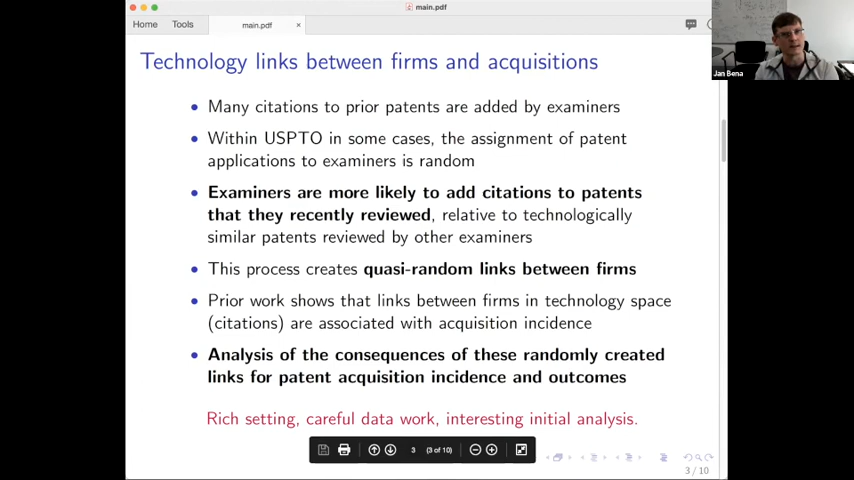 main.pdf
Home
Tools
main.pdf
×
Jan Bena
Technology links between firms and acquisitions
• Many citations to prior patents are added by examiners
• Within USPTO in some cases, the assignment of patent
applications to examiners is random
• Examiners are more likely to add citations to patents
that they recently reviewed, relative to technologically
similar patents reviewed by other examiners
• This process creates quasi-random links between firms
• Prior work shows that links between firms in technology space
(citations) are associated with acquisition incidence
• Analysis of the consequences of these randomly created
links for patent acquisition incidence and outcomes
Rich setting, careful data work, interesting initial analysis.
3 (3 of 10)
3 / 10